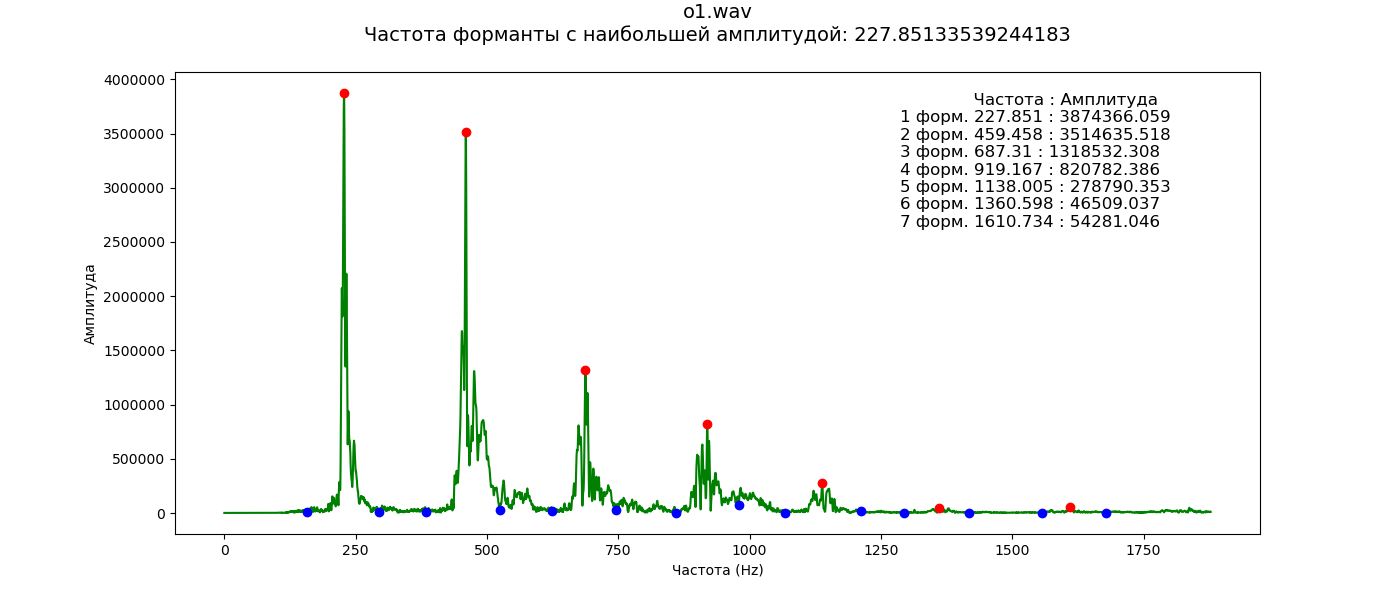 o1.wav
Частота форманты с наибольшей амплитудой: 227.85133539244183
Частота : Амплитуда
1 форм. 227.851 : 3874366.059
2 форм. 459.458 : 3514635.518
3 форм. 687.31 : 1318532.308
4 форм. 919.167 : 820782.386
5 форм. 1138.005 : 278790.353
6 форм. 1360.598 : 46509.037
7 форм. 1610.734 : 54281.046
4000000
3500000
3000000
2500000
2000000
1500000
1000000
500000
0
Амплитуда
0 250 500 750 1000 1250 1500 1750
Частота (Hz)